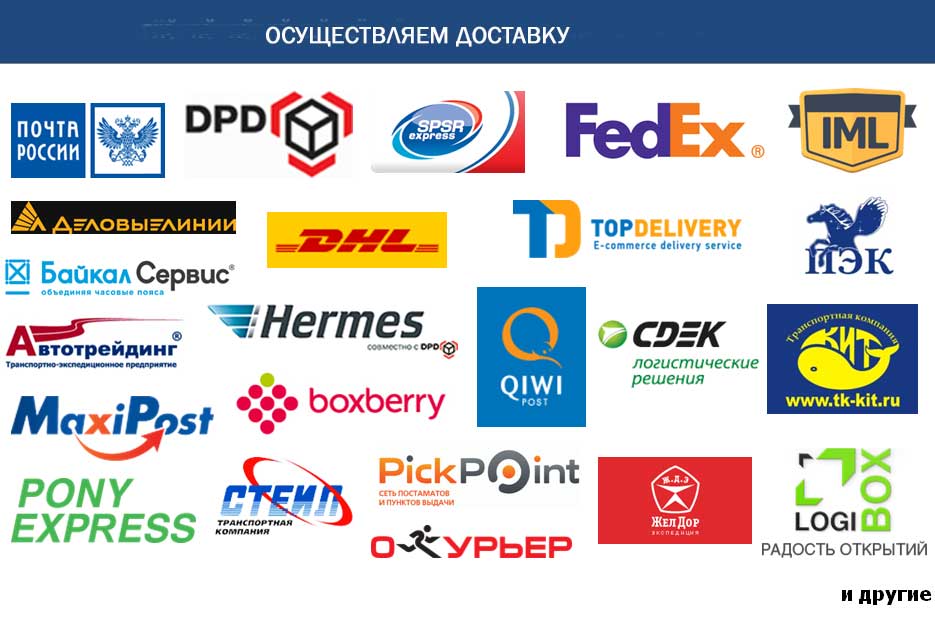 ОСУЩЕСТВЛЯЕМ ДОСТАВКУ
ПОЧТА
РОССИИ
DPD
SPSR
express
FedEx®
IML
ДЕЛОВЫЕЛИНИИ
DHL
TOPDELIVERY
E-commerce delivery service
ПЭК
Байкал Сервис®
объединяя часовые пояса
Автотрейдинг®
Транспортно-экспедиционное предприятие
Hermes
совместно с DPD
QIWI
POST
CDEK
логистические
решения
Транспортная компания
КИТ
www.tk-kit.ru
MaxiPost
boxberry
PONY
EXPRESS
СТЕИЛ
ТРАНСПОРТНАЯ
КОМПАНИЯ
PickPoint
СЕТЬ ПОСТАМАТОВ
И ПУНКТОВ ВЫДАЧИ
О КУРЬЕР
Ж.Д.Э
ЖелДор
ЭКСПЕДИЦИЯ
LOGI
BOX
РАДОСТЬ ОТКРЫТИЙ
и другие